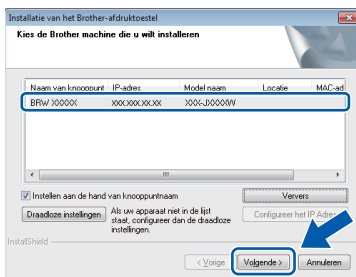 Installatie van het Brother-afdruktoestel
Kies de Brother machine die u wilt installeren
Naam van knooppunt IP-adres Model naam Locatie MAC-ad
BRW XXXXX XXX.XXX.XX.XX XXX-JXXXXW
Instellen aan de hand van knooppuntnaam
Ververs
Draadloze instellingen
Als uw apparaat niet in de lijst
staat, configureer dan de draadloze
instellingen.
Configureer het IP Adres
InstallShield
< Vorige Volgende > Annuleren